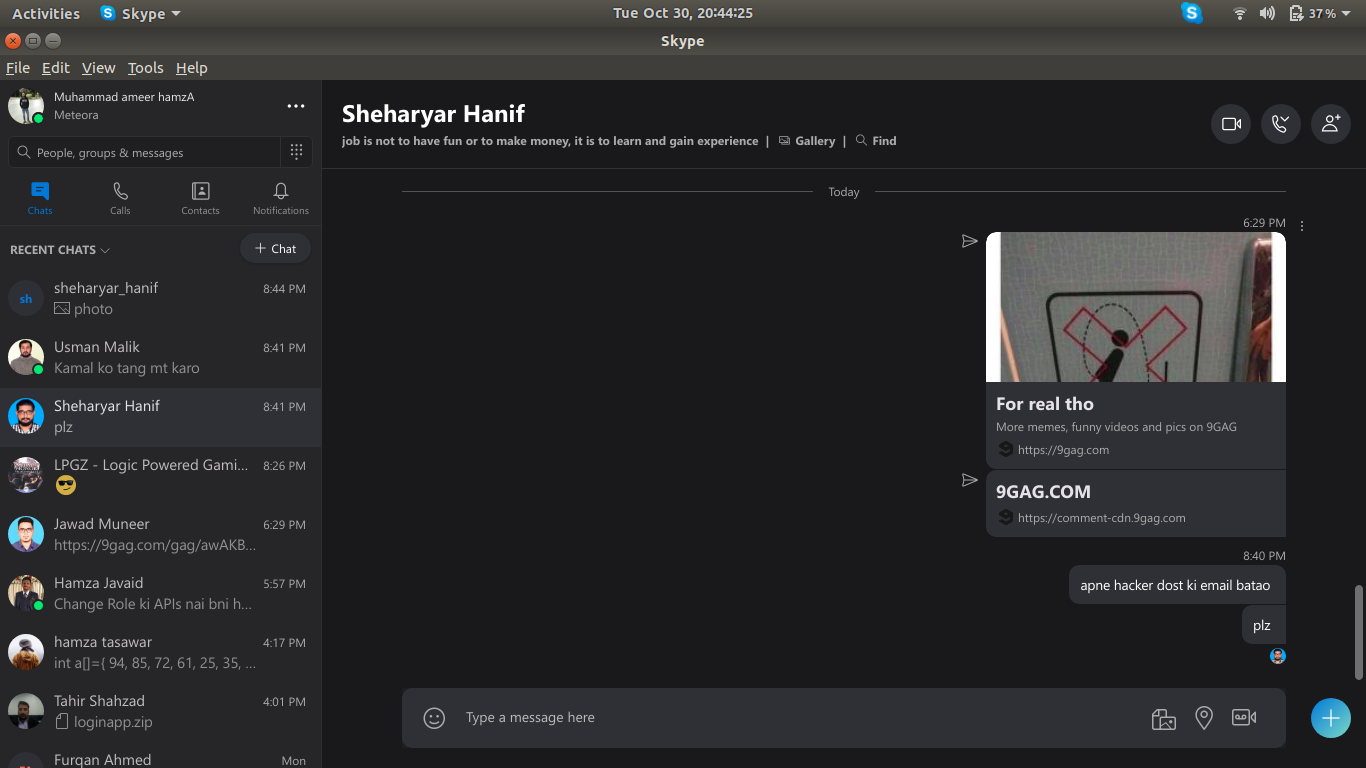 Activities
Skype
Tue Oct 30, 20:44:25
37%
Skype
File Edit View Tools Help
Muhammad ameer hamzA
Meteora
People, groups & messages
Chats
Calls
Contacts
Notifications
RECENT CHATS
Chat
sh
sheharyar_hanif
8:44 PM
photo
Usman Malik
8:41 PM
Kamal ko tang mt karo
Sheharyar Hanif
8:41 PM
plz
LPGZ - Logic Powered Gami...
8:26 PM
Jawad Muneer
6:29 PM
https://9gag.com/gag/awAKB...
Hamza Javaid
5:57 PM
Change Role ki APIs nai bni h...
hamza tasawar
4:17 PM
int a[]={ 94, 85, 72, 61, 25, 35, ...
Tahir Shahzad
4:01 PM
loginapp.zip
Furqan Ahmed
Mon
Sheharyar Hanif
job is not to have fun or to make money, it is to learn and gain experience | Gallery | Find
Today
6:29 PM
For real tho
More memes, funny videos and pics on 9GAG
https://9gag.com
9GAG.COM
https://comment-cdn.9gag.com
8:40 PM
apne hacker dost ki email batao
plz
Type a message here